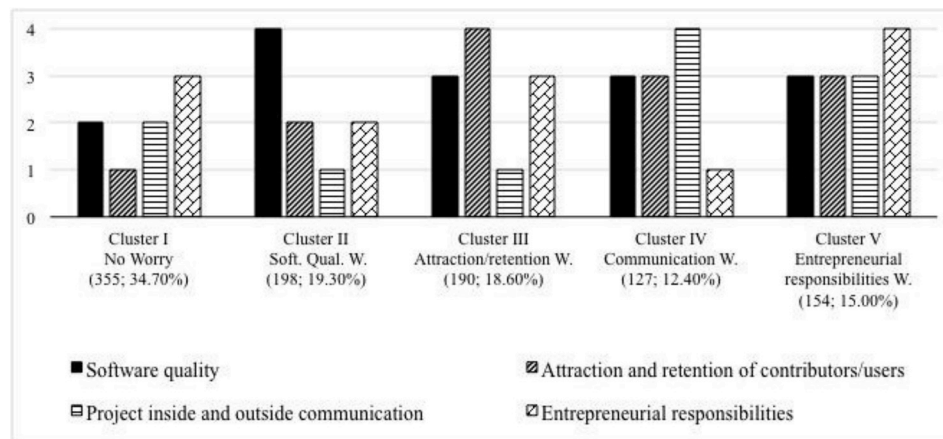 4
3
2
1
0
Cluster I
No Worry
(355; 34.70%)
Cluster II
Soft. Qual. W.
(198; 19.30%)
Cluster III
Attraction/retention W.
(190; 18.60%)
Cluster IV
Communication W.
(127; 12.40%)
Cluster V
Entrepreneurial
responsibilities W.
(154; 15.00%)
Software quality
Attraction and retention of contributors/users
Project inside and outside communication
Entrepreneurial responsibilities